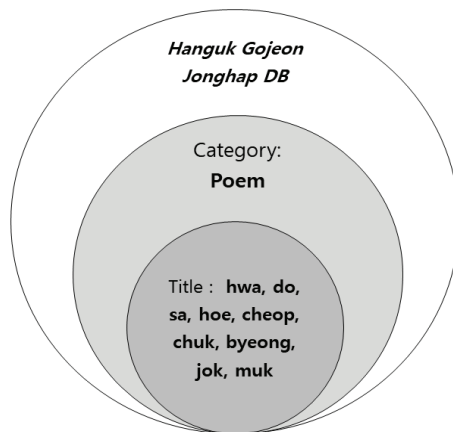 Hanguk Gojeon
Jonghap DB
Category:
Poem
Title : hwa, do,
sa, hoe, cheop,
chuk, byeong,
jok, muk